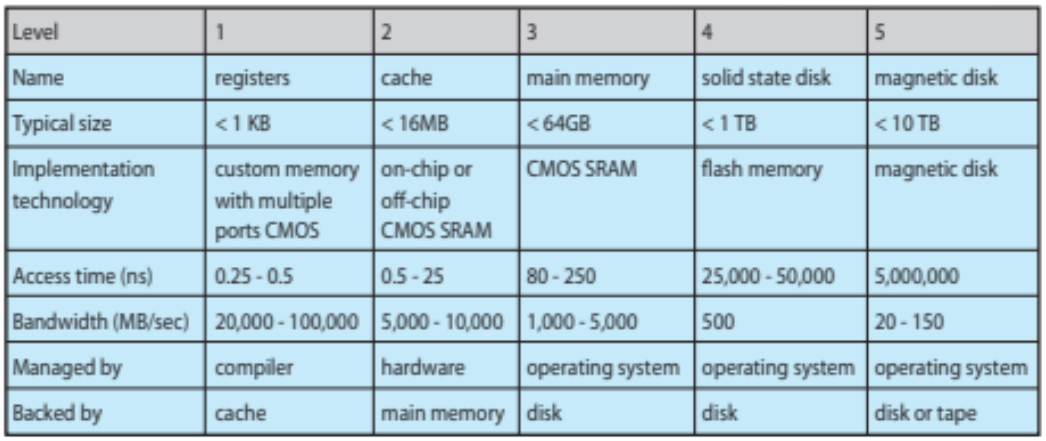 Level 1 2 3 4 5
Name registers cache main memory solid state disk magnetic disk
Typical size < 1 KB < 16MB < 64GB < 1 TB < 10 TB
Implementation custom memory on-chip or CMOS SRAM flash memory magnetic disk
technology with multiple off-chip
ports CMOS CMOS SRAM
Access time (ns) 0.25 - 0.5 0.5 - 25 80 - 250 25,000 - 50,000 5,000,000
Bandwidth (MB/sec) 20,000 - 100,000 5,000 - 10,000 1,000 - 5,000 500 20 - 150
Managed by compiler hardware operating system operating system operating system
Backed by cache main memory disk disk disk or tape